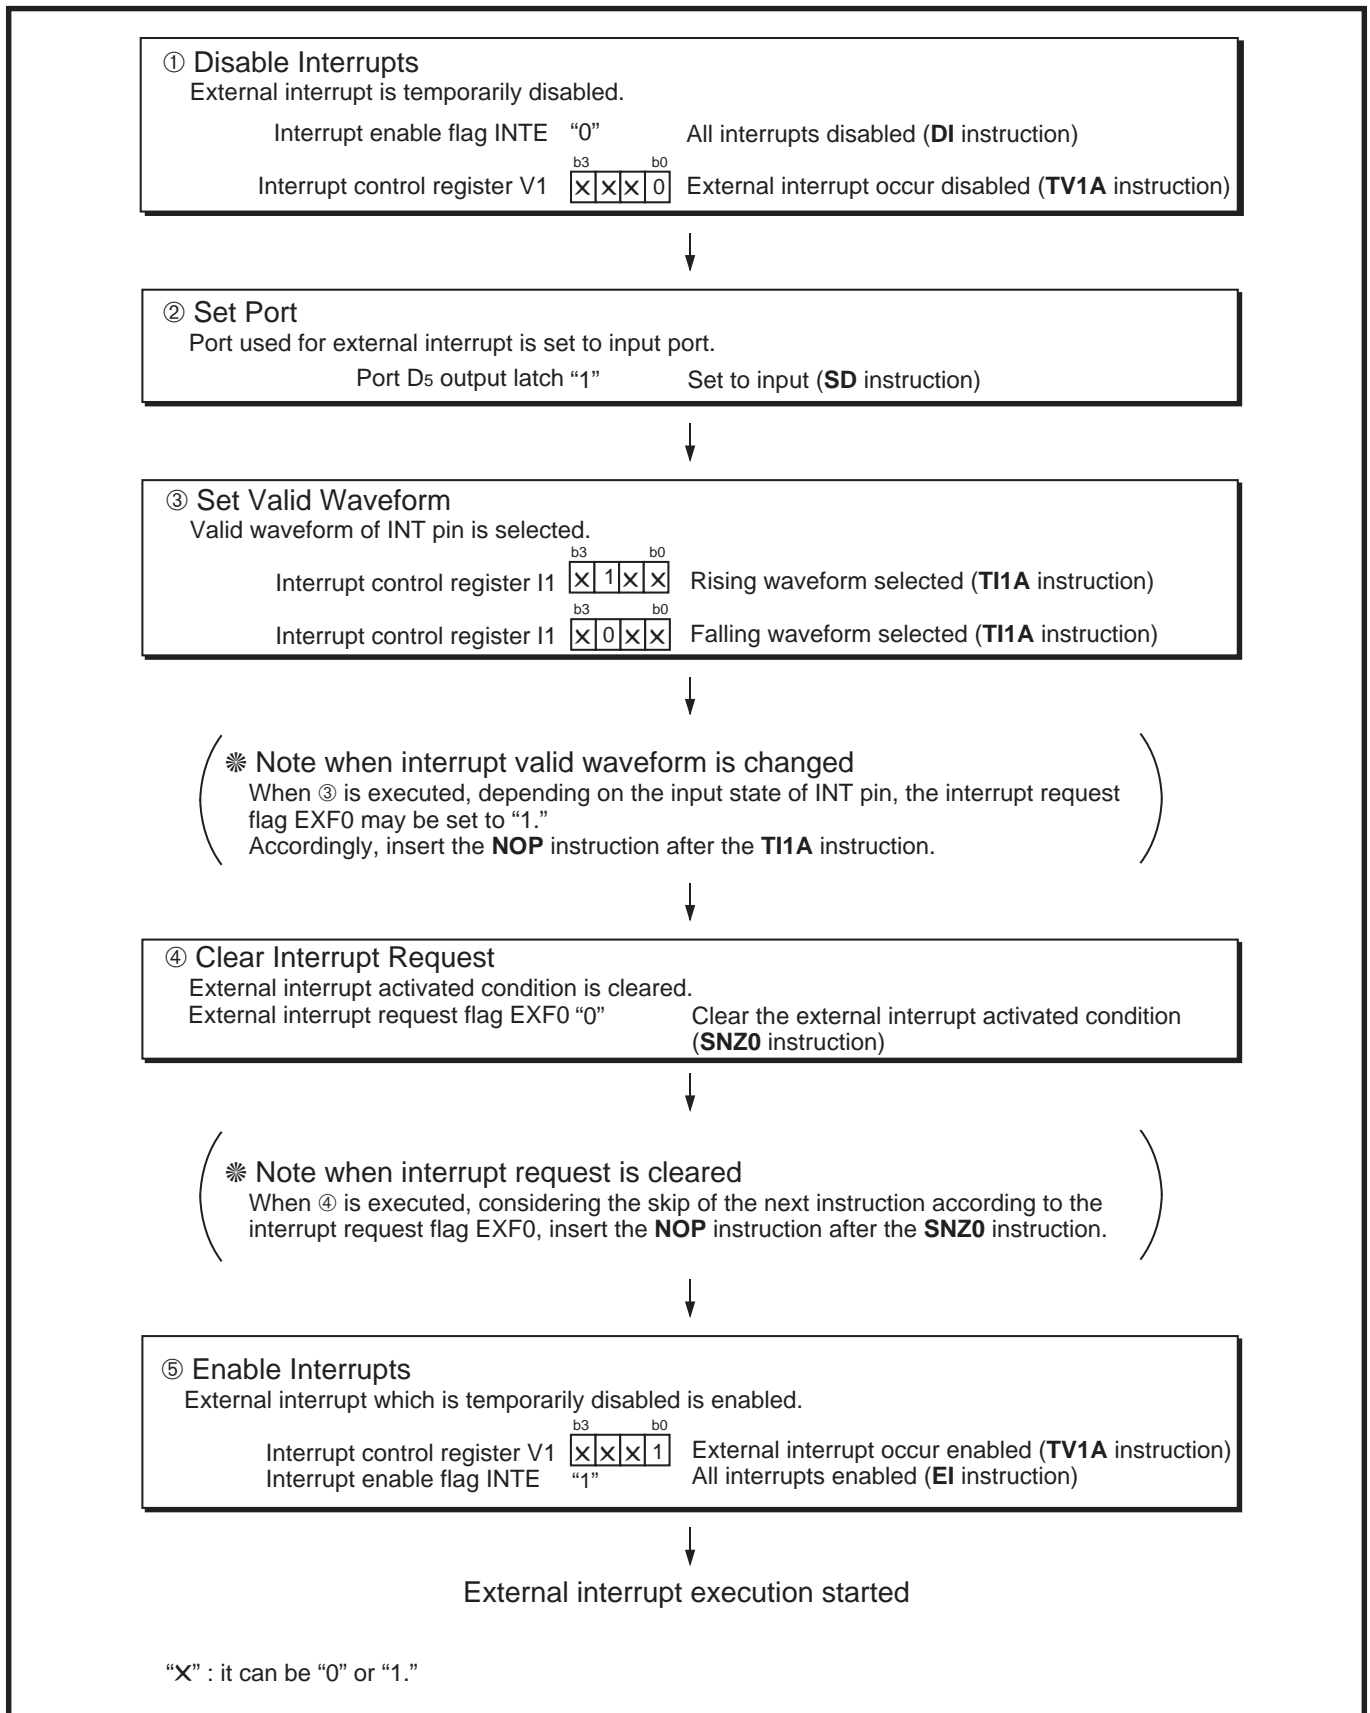 ① Disable Interrupts
External interrupt is temporarily disabled.
Interrupt enable flag INTE “0” All interrupts disabled (DI instruction)
b3 b0
Interrupt control register V1 ✕ ✕ ✕ 0 External interrupt occur disabled (TV1A instruction)
② Set Port
Port used for external interrupt is set to input port.
Port D5 output latch “1” Set to input (SD instruction)
③ Set Valid Waveform
Valid waveform of INT pin is selected.
b3 b0
Interrupt control register I1 ✕ 1 ✕ ✕ Rising waveform selected (TI1A instruction)
b3 b0
Interrupt control register I1 ✕ 0 ✕ ✕ Falling waveform selected (TI1A instruction)
❋ Note when interrupt valid waveform is changed
When ③ is executed, depending on the input state of INT pin, the interrupt request
flag EXF0 may be set to “1.”
Accordingly, insert the NOP instruction after the TI1A instruction.
④ Clear Interrupt Request
External interrupt activated condition is cleared.
External interrupt request flag EXF0 “0” Clear the external interrupt activated condition
(SNZ0 instruction)
❋ Note when interrupt request is cleared
When ④ is executed, considering the skip of the next instruction according to the
interrupt request flag EXF0, insert the NOP instruction after the SNZ0 instruction.
⑤ Enable Interrupts
External interrupt which is temporarily disabled is enabled.
b3 b0
Interrupt control register V1 ✕ ✕ ✕ 1 External interrupt occur enabled (TV1A instruction)
Interrupt enable flag INTE “1” All interrupts enabled (EI instruction)
External interrupt execution started
“✕” : it can be “0” or “1.”